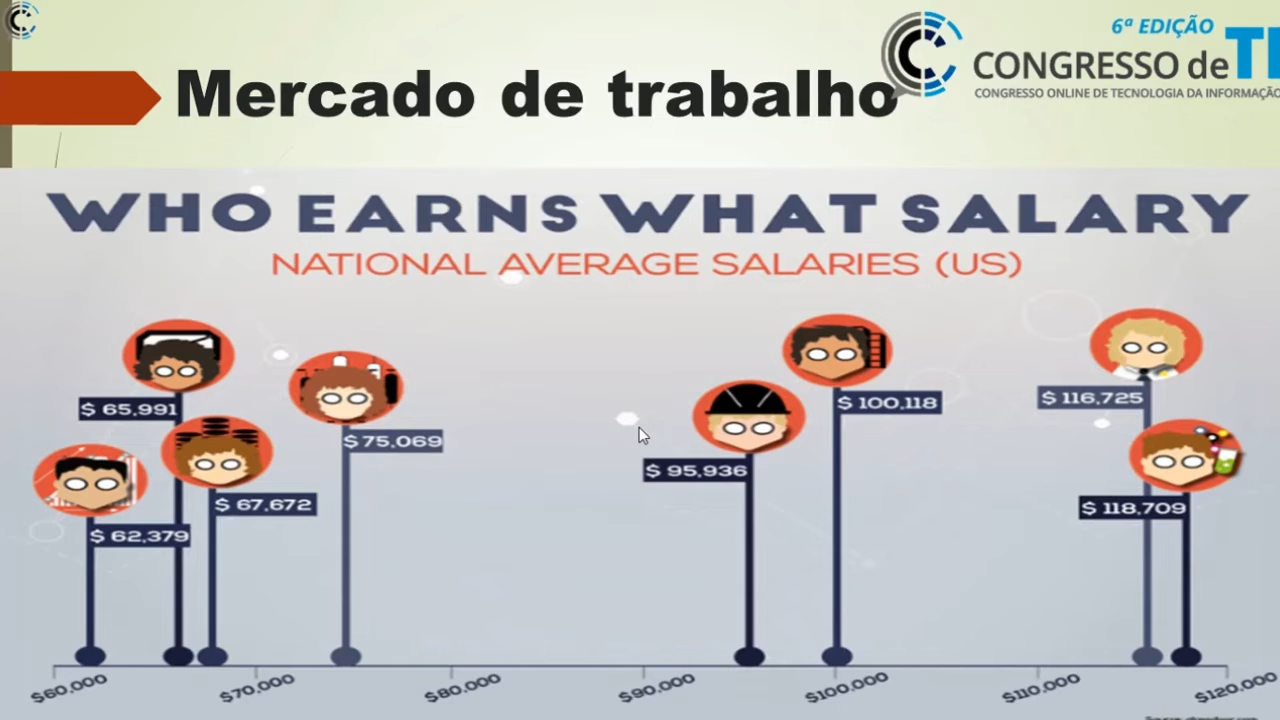 6ª EDIÇÃO
CONGRESSO de TI
CONGRESSO ONLINE DE TECNOLOGIA DA INFORMAÇÃO
Mercado de trabalho
WHO EARNS WHAT SALARY
NATIONAL AVERAGE SALARIES (US)
$ 65,991
$ 75,069
$ 67,672
$ 62,379
$ 95,936
$ 100,118
$ 116,725
$ 118,709
$60,000
$70,000
$80,000
$90,000
$100,000
$110,000
$120,000